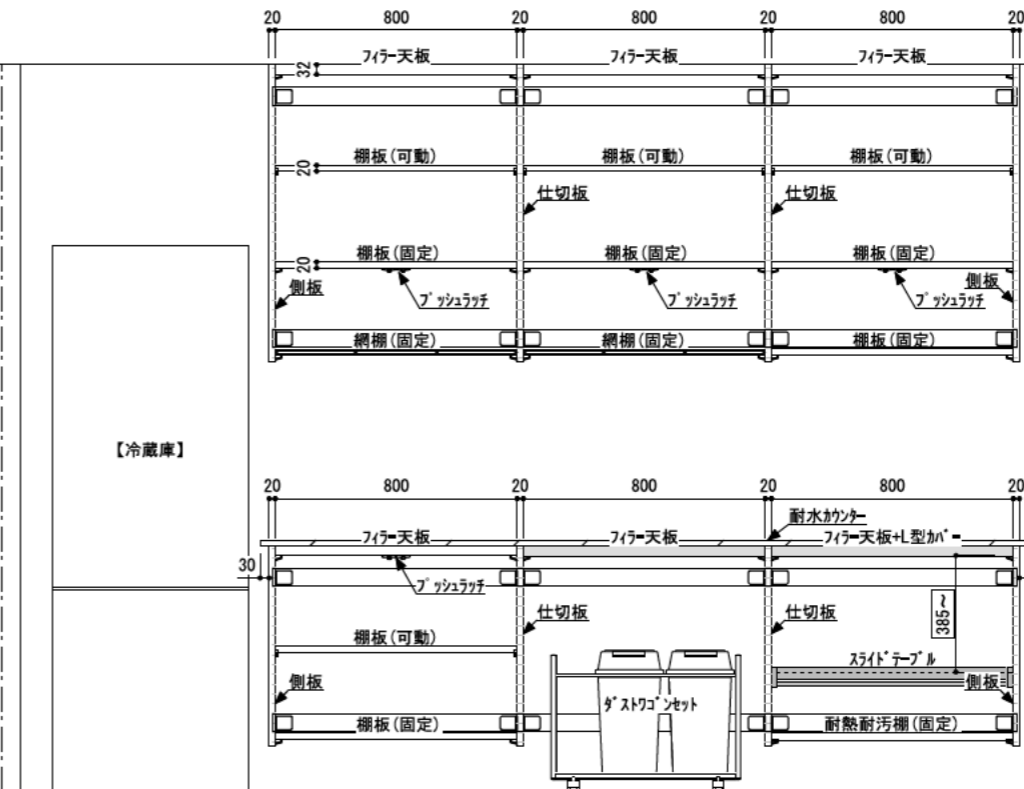 20 800 20 800 20 800 20
フィラー天板 フィラー天板 フィラー天板
32
棚板(可動) 棚板(可動) 棚板(可動)
20
仕切板 仕切板
棚板(固定) 棚板(固定) 棚板(固定)
20
側板 プッシュラッチ プッシュラッチ プッシュラッチ 側板
網棚(固定) 網棚(固定) 棚板(固定)
【冷蔵庫】
20 800 20 800 20 800 20
耐水カウンター
フィラー天板 フィラー天板 フィラー天板+L型カバー
30
プッシュラッチ
仕切板 仕切板
385~
棚板(可動)
スライドテーブル
側板 側板
ダストワゴンセット
棚板(固定) 耐熱耐汚棚(固定)